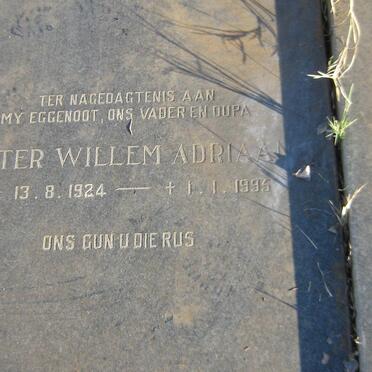 TER NAGEDAGTENIS AAN
MY EGGENOOT, ONS VADER EN OUPA
TER WILLEM ADRIAAN
13.8.1924 — † 1.1.1995
ONS GUN U DIE RUS